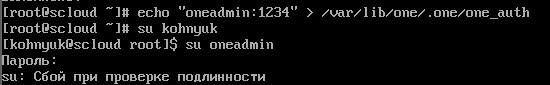 [root@scloud ~]# echo "oneadmin:1234" > /var/lib/one/.one/one_auth
[root@scloud ~]# su kohnyuk
[kohnyuk@scloud root]$ su oneadmin
Пароль:
su: Сбой при проверке подлинности